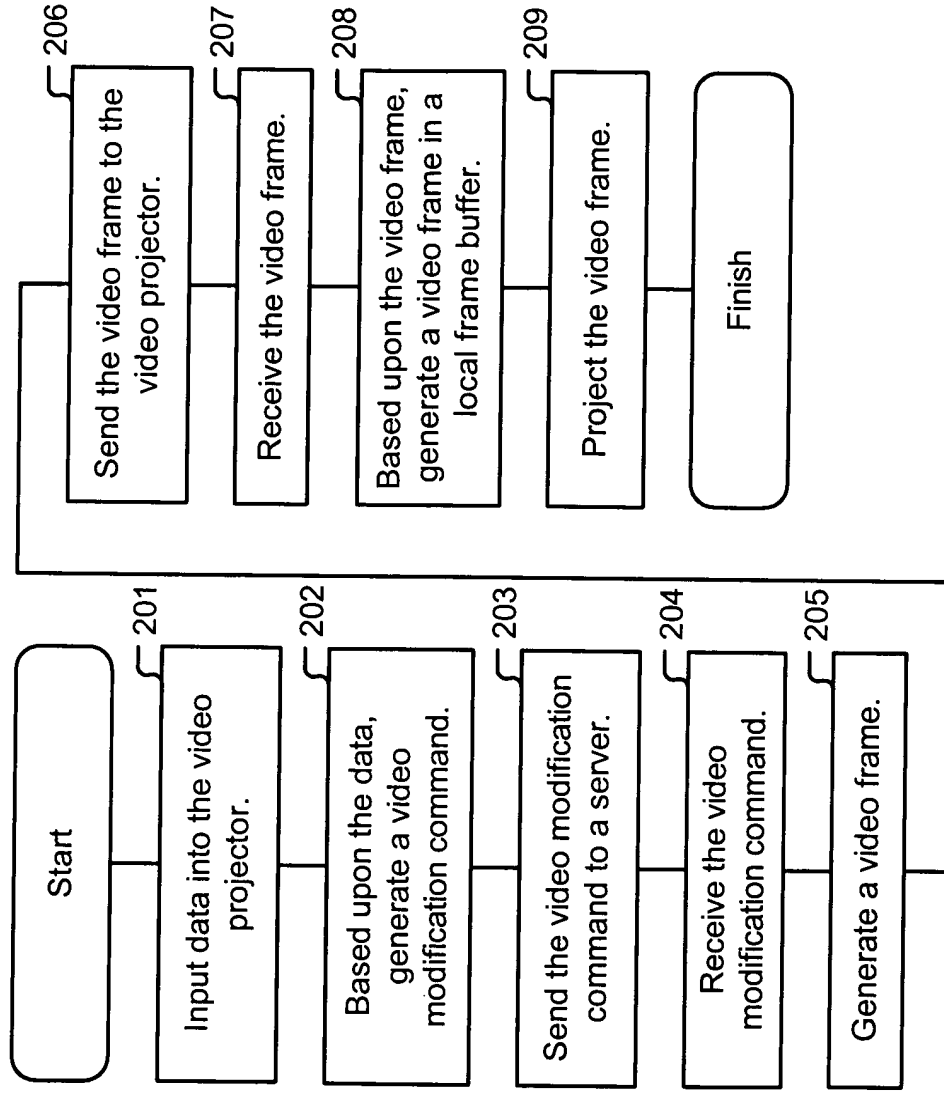 Start
201
Input data into the video
projector.
202
Based upon the data,
generate a video
modification command.
203
Send the video modification
command to a server.
204
Receive the video
modification command.
205
Generate a video frame.
206
Send the video frame to the
video projector.
207
Receive the video frame.
208
Based upon the video frame,
generate a video frame in a
local frame buffer.
209
Project the video frame.
Finish